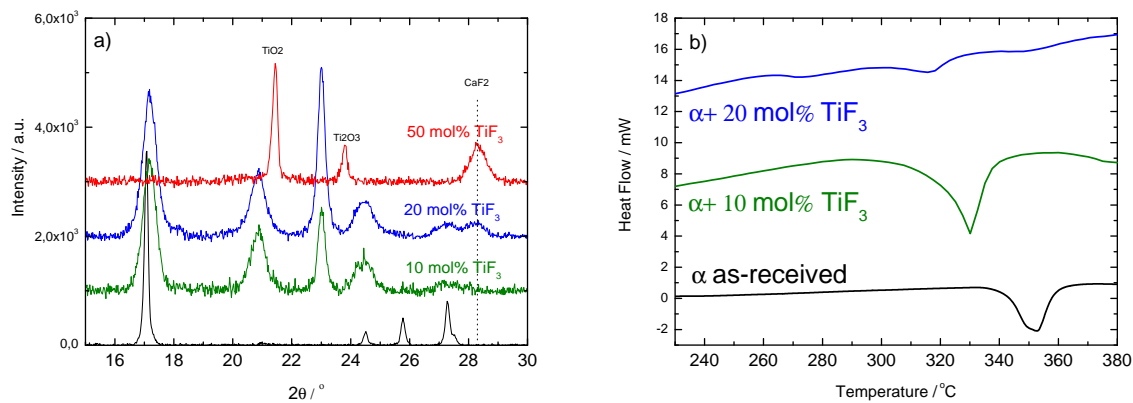 a)
6,0x10³
4,0x10³
2,0x10³
0,0
Intensity / a.u.
TiO2
CaF2
50 mol% TiF₃
Ti2O3
20 mol% TiF₃
10 mol% TiF₃
16 18 20 22 24 26 28 30
2θ / °
b)
18
16
14
12
10
8
6
4
2
0
-2
Heat Flow / mW
α+ 20 mol% TiF₃
α+ 10 mol% TiF₃
α as-received
240 260 280 300 320 340 360 380
Temperature / °C